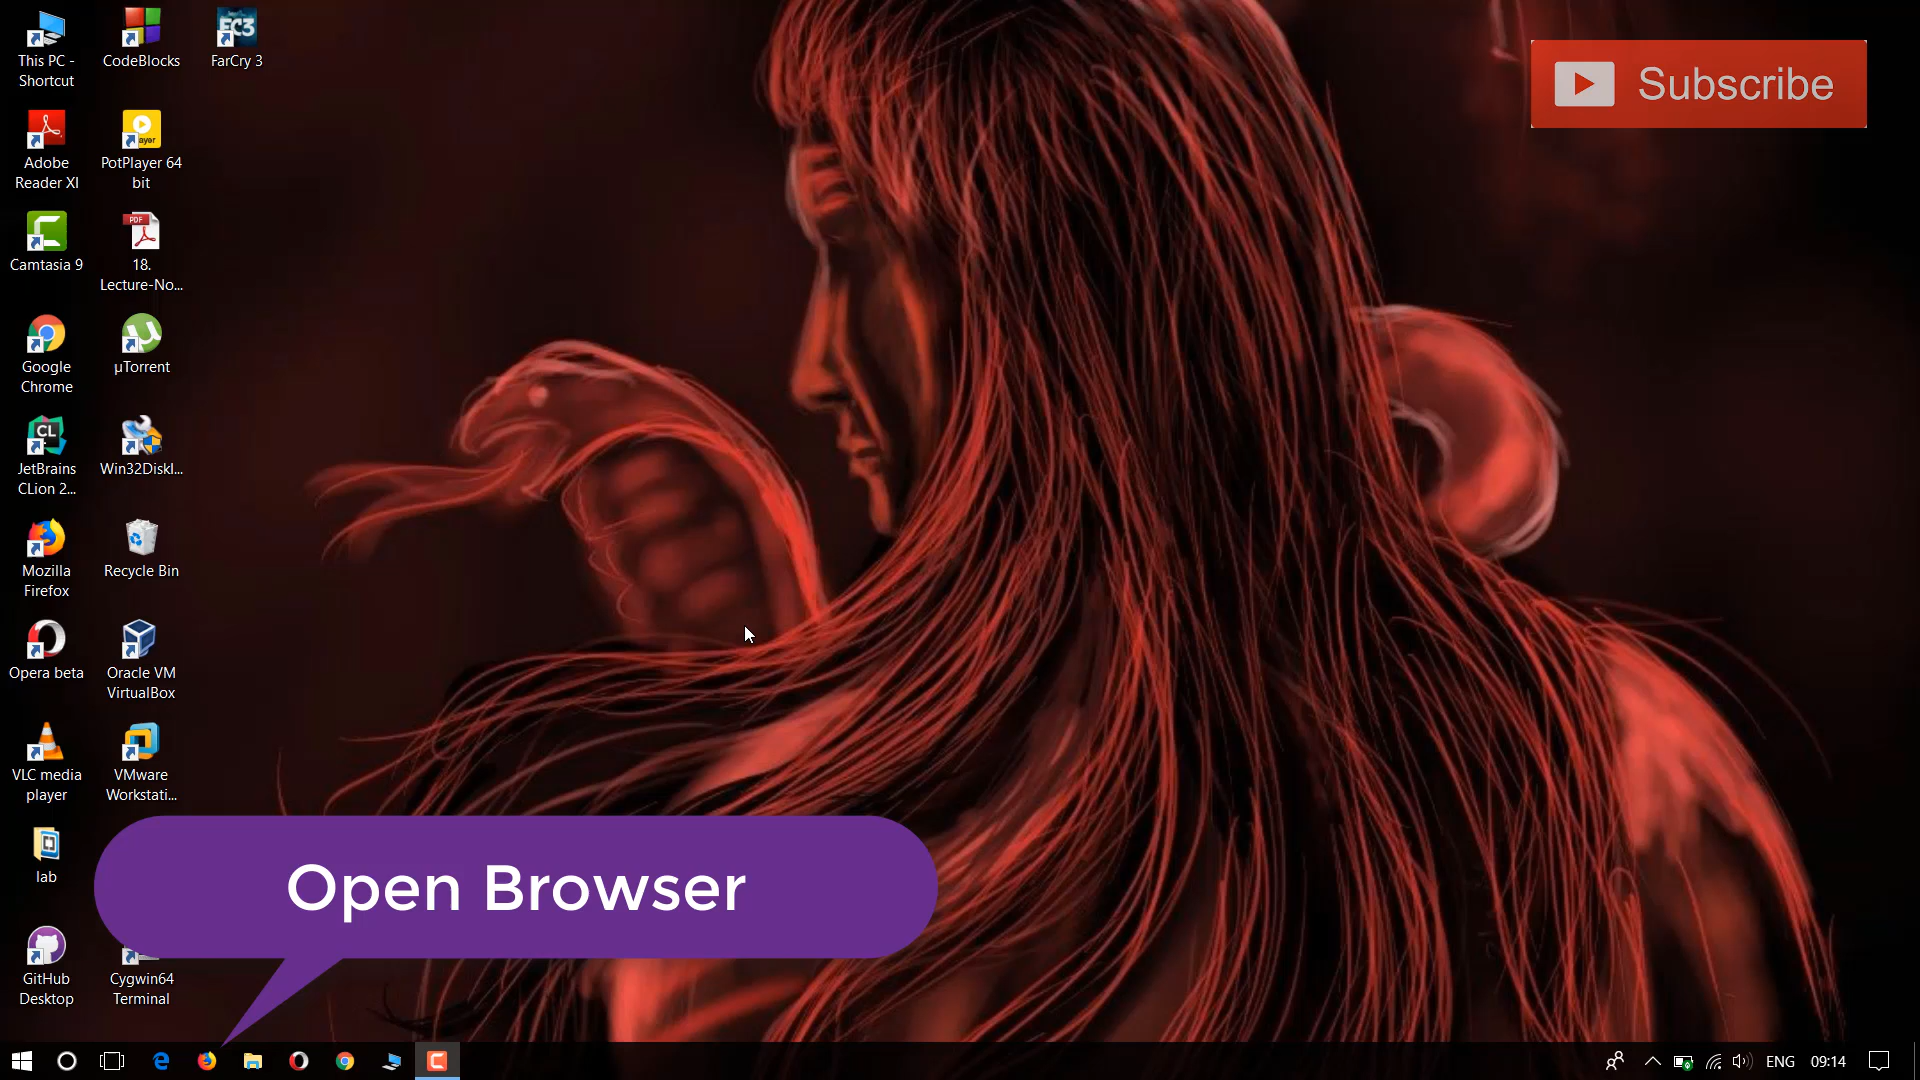 This PC -
Shortcut
CodeBlocks
FarCry 3
Adobe
Reader XI
PotPlayer 64
bit
Camtasia 9
18.
Lecture-No...
Google
Chrome
µTorrent
JetBrains
CLion 2...
Win32DiskI...
Mozilla
Firefox
Recycle Bin
Opera beta
Oracle VM
VirtualBox
VLC media
player
VMware
Workstati...
lab
GitHub
Desktop
Cygwin64
Terminal
Subscribe
Open Browser
ENG
09:14